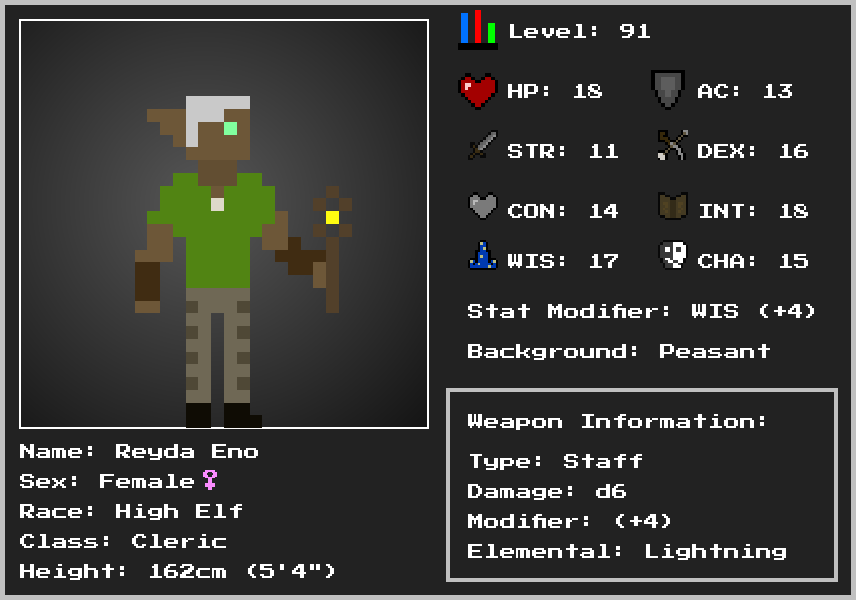 Level: 91
HP: 18 AC: 13
STR: 11 DEX: 16
CON: 14 INT: 18
WIS: 17 CHA: 15
Stat Modifier: WIS (+4)
Background: Peasant
Weapon Information:
Type: Staff
Damage: d6
Modifier: (+4)
Elemental: Lightning
Name: Reyda Eno
Sex: Female♀
Race: High Elf
Class: Cleric
Height: 162cm (5'4")